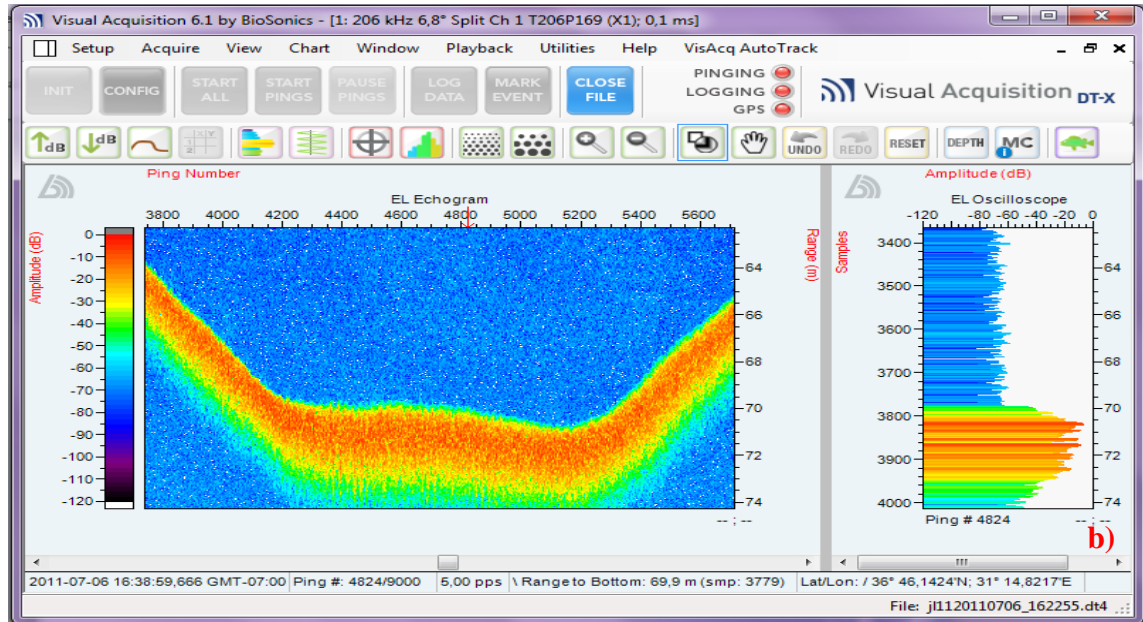 Visual Acquisition 6.1 by BioSonics - [1: 206 kHz 6,8° Split Ch 1 T206P169 (X1); 0,1 ms]
Setup Acquire View Chart Window Playback Utilities Help VisAcq AutoTrack
INIT CONFIG START ALL START PINGS PAUSE PINGS LOG DATA MARK EVENT CLOSE FILE
PINGING
LOGGING
GPS
Visual Acquisition DT-X
dB dB X Y 1 2 UNDO REDO RESET DEPTH MC
Ping Number
EL Echogram
3800 4000 4200 4400 4600 4800 5000 5200 5400 5600
Amplitude (dB)
0
-10
-20
-30
-40
-50
-60
-70
-80
-90
-100
-110
-120
Range (m)
64
66
68
70
72
74
-- ; --
Amplitude (dB)
EL Oscilloscope
-120 -80 -60 -40 -20 0
Samples
3400
3500
3600
3700
3800
3900
4000
64
66
68
70
72
74
Ping # 4824 -- ; --
b)
2011-07-06 16:38:59,666 GMT-07:00 Ping #: 4824/9000 5,00 pps \ Range to Bottom: 69,9 m (smp: 3779) Lat/Lon: / 36° 46,1424'N; 31° 14,8217'E
File: jl1120110706_162255.dt4